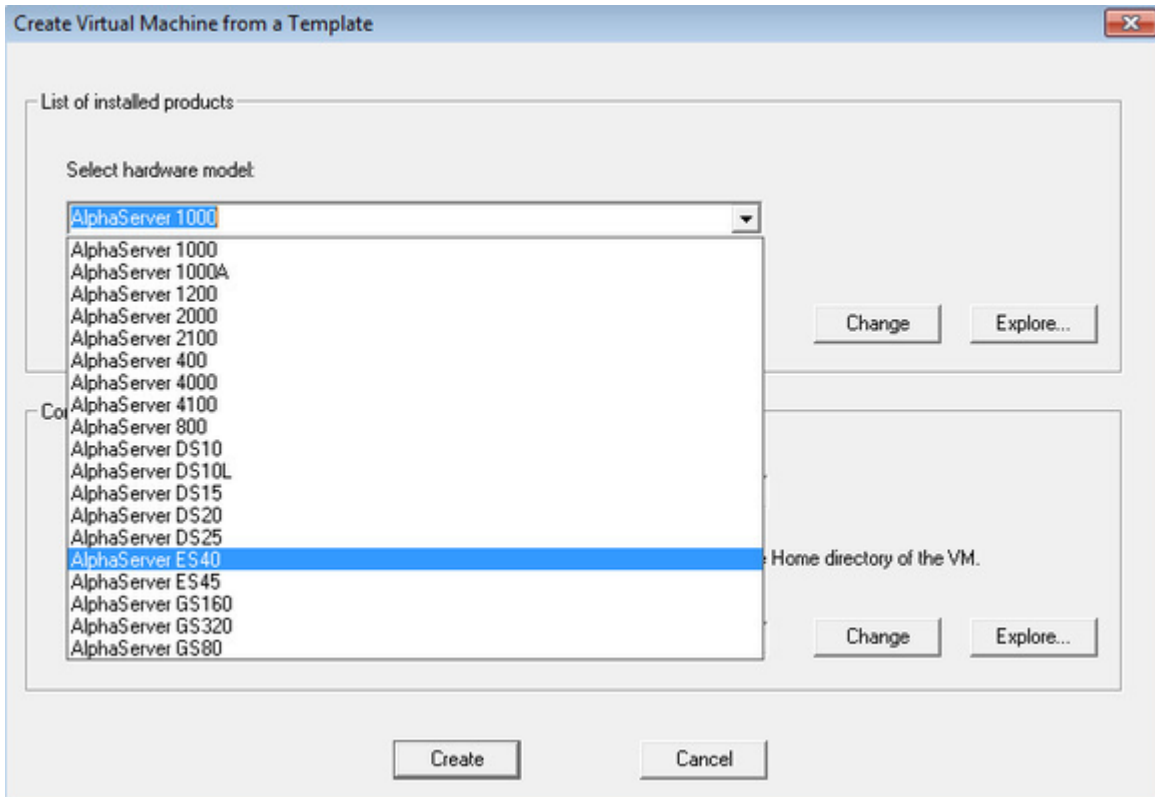 Create Virtual Machine from a Template
List of installed products
Select hardware model:
AlphaServer 1000
AlphaServer 1000
AlphaServer 1000A
AlphaServer 1200
AlphaServer 2000
AlphaServer 2100
AlphaServer 400
AlphaServer 4000
AlphaServer 4100
AlphaServer 800
AlphaServer DS10
AlphaServer DS10L
AlphaServer DS15
AlphaServer DS20
AlphaServer DS25
AlphaServer ES40
AlphaServer ES45
AlphaServer GS160
AlphaServer GS320
AlphaServer GS80
Change Explore...
Home directory of the VM.
Change Explore...
Create Cancel